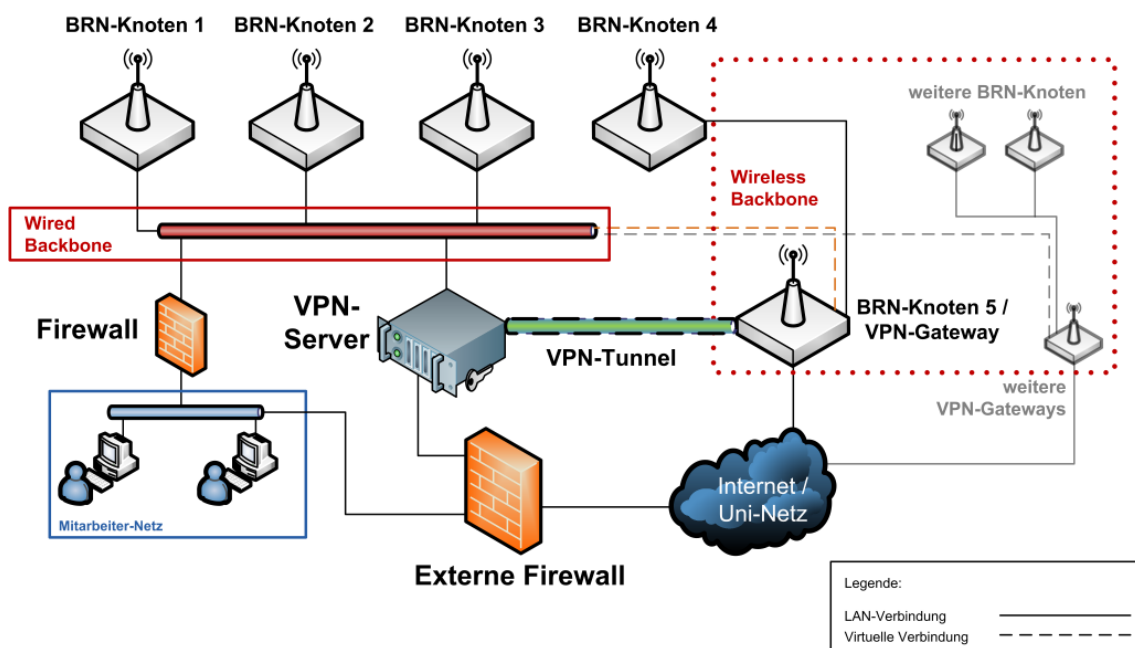 BRN-Knoten 1
BRN-Knoten 2
BRN-Knoten 3
BRN-Knoten 4
weitere BRN-Knoten
Wireless
Backbone
Wired
Backbone
Firewall
VPN-
Server
VPN-Tunnel
BRN-Knoten 5 /
VPN-Gateway
weitere
VPN-Gateways
Mitarbeiter-Netz
Externe Firewall
Internet /
Uni-Netz
Legende:
LAN-Verbindung
Virtuelle Verbindung